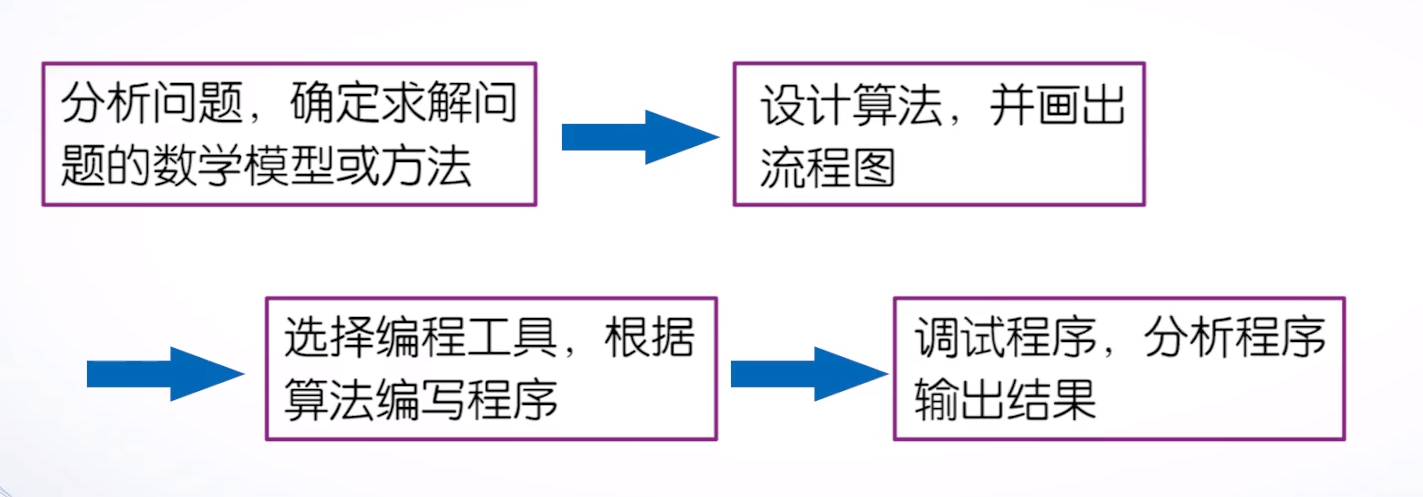 分析问题，确定求解问
题的数学模型或方法
设计算法，并画出
流程图
选择编程工具，根据
算法编写程序
调试程序，分析程序
输出结果